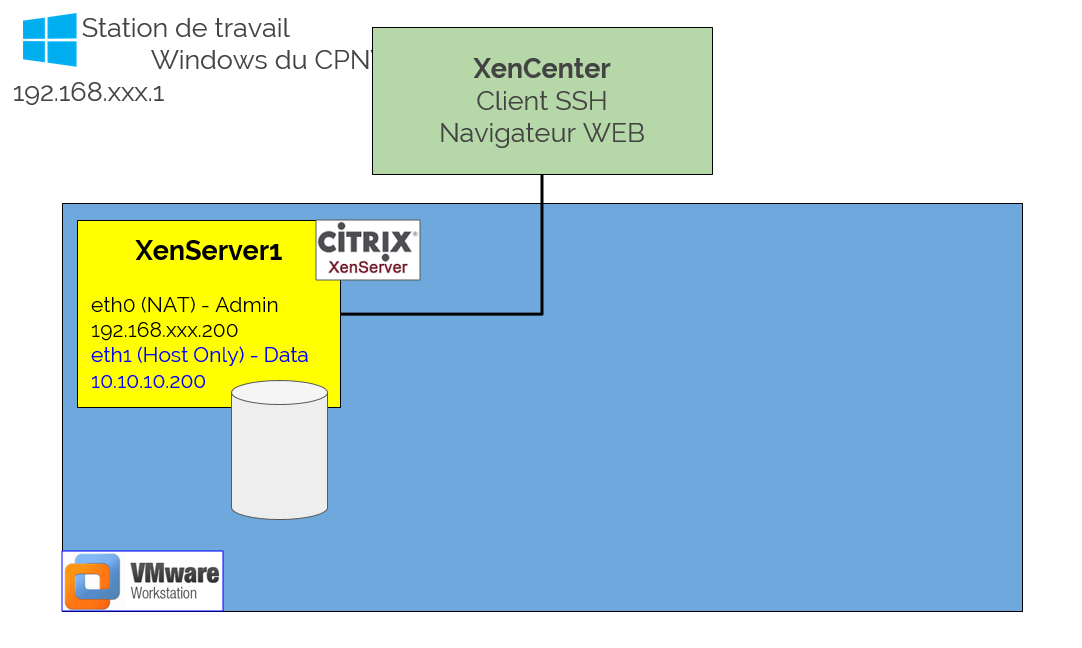 Station de travail
Windows du CPN
192.168.xxx.1
XenCenter
Client SSH
Navigateur WEB
XenServer1
CiTRIX®
XenServer
eth0 (NAT) - Admin
192.168.xxx.200
eth1 (Host Only) - Data
10.10.10.200
VMware
Workstation